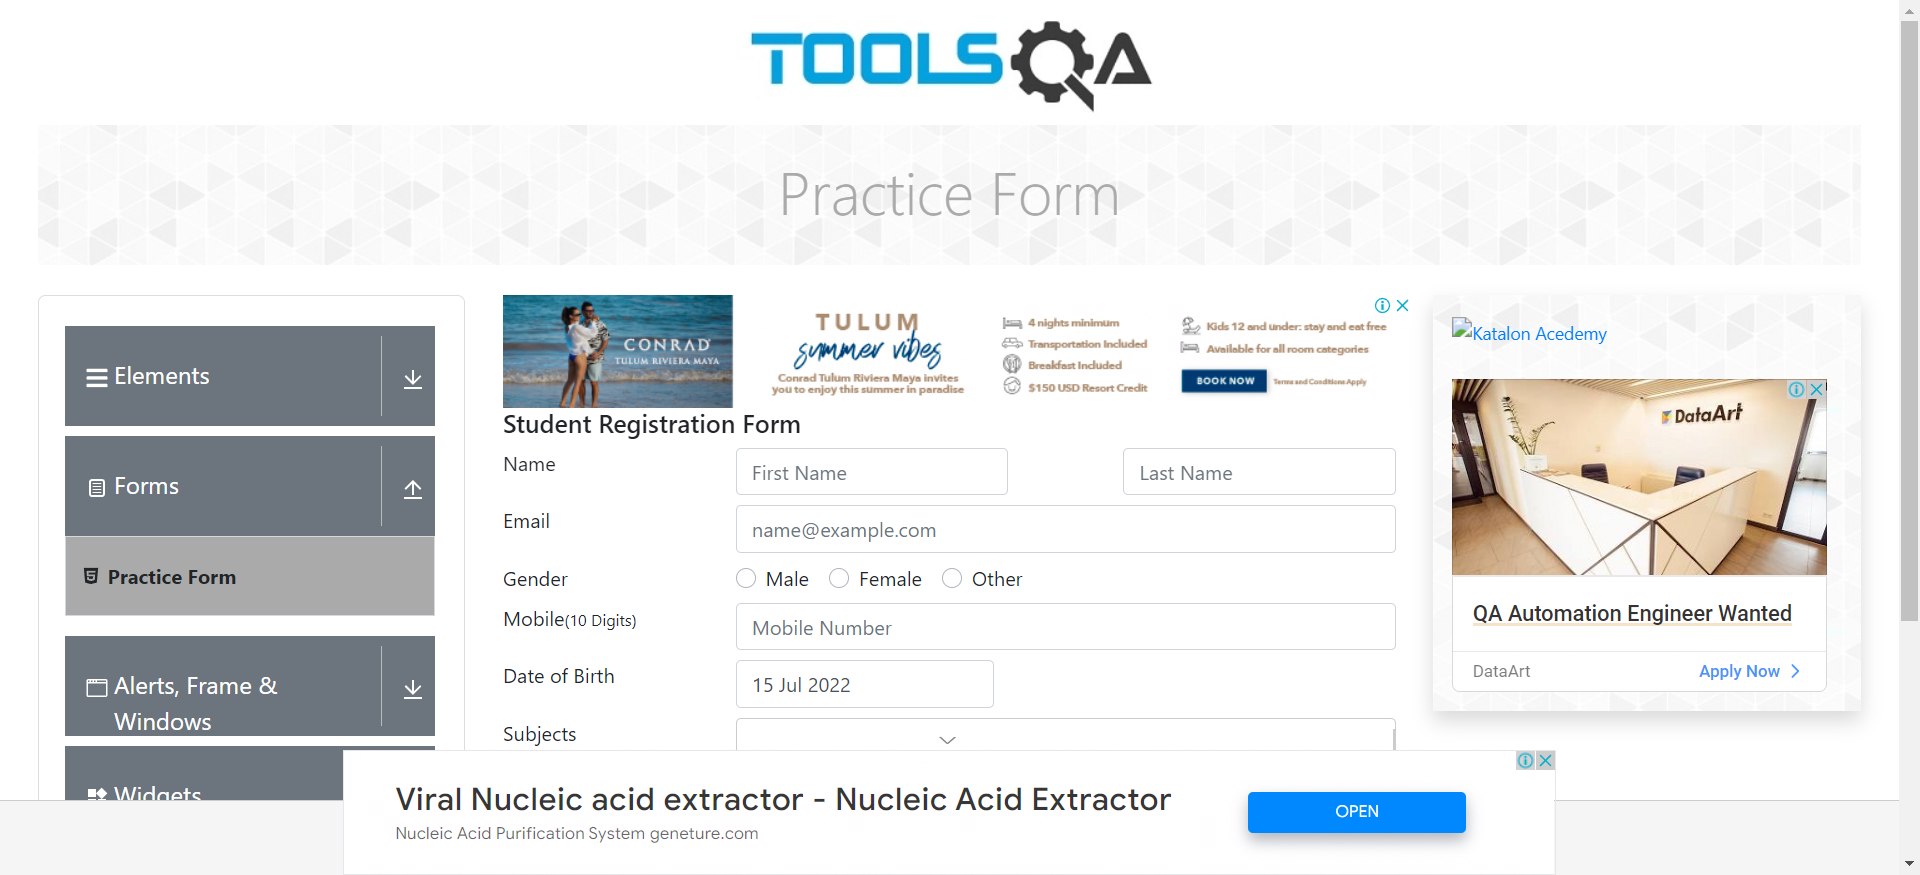 TOOLSQA
Practice Form
Elements
Forms
Practice Form
Alerts, Frame &
Windows
Widgets
CONRAD
TULUM RIVIERA MAYA
TULUM
summer vibes
Conrad Tulum Riviera Maya invites
you to enjoy this summer in paradise
4 nights minimum
Transportation Included
Breakfast Included
$150 USD Resort Credit
Kids 12 and under: stay and eat free
Available for all room categories
BOOK NOW
Terms and Conditions Apply
Student Registration Form
Name
First Name
Last Name
Email
name@example.com
Gender
Male
Female
Other
Mobile(10 Digits)
Mobile Number
Date of Birth
15 Jul 2022
Subjects
Katalon Acedemy
DataArt
QA Automation Engineer Wanted
DataArt
Apply Now
Viral Nucleic acid extractor - Nucleic Acid Extractor
Nucleic Acid Purification System geneture.com
OPEN